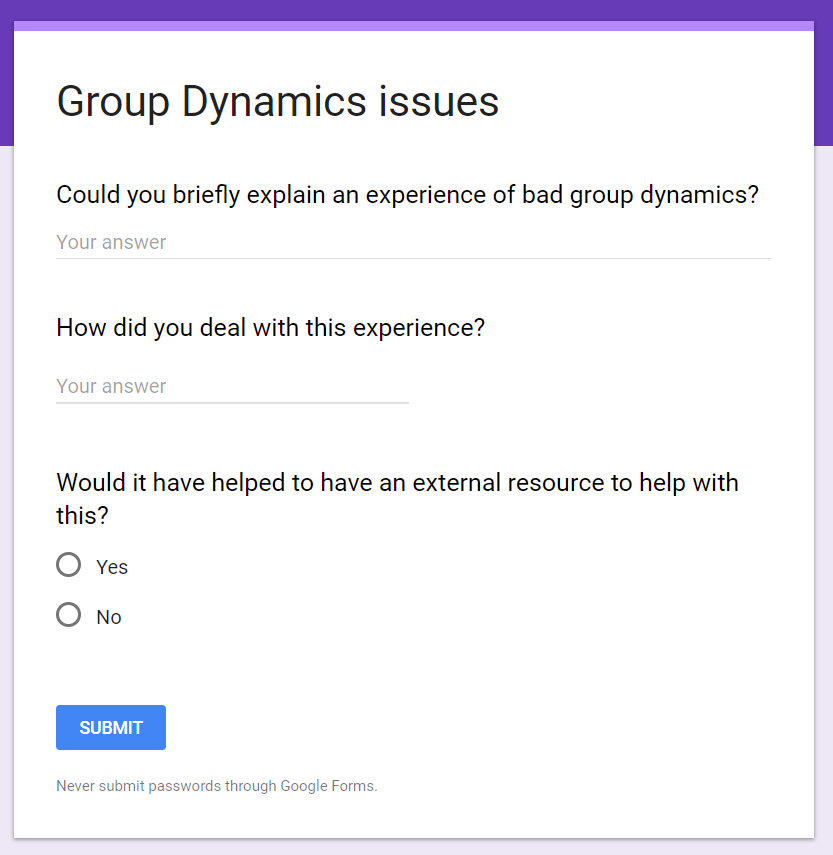 Group Dynamics issues
Could you briefly explain an experience of bad group dynamics?
Your answer
How did you deal with this experience?
Your answer
Would it have helped to have an external resource to help with
this?
Yes
No
SUBMIT
Never submit passwords through Google Forms.